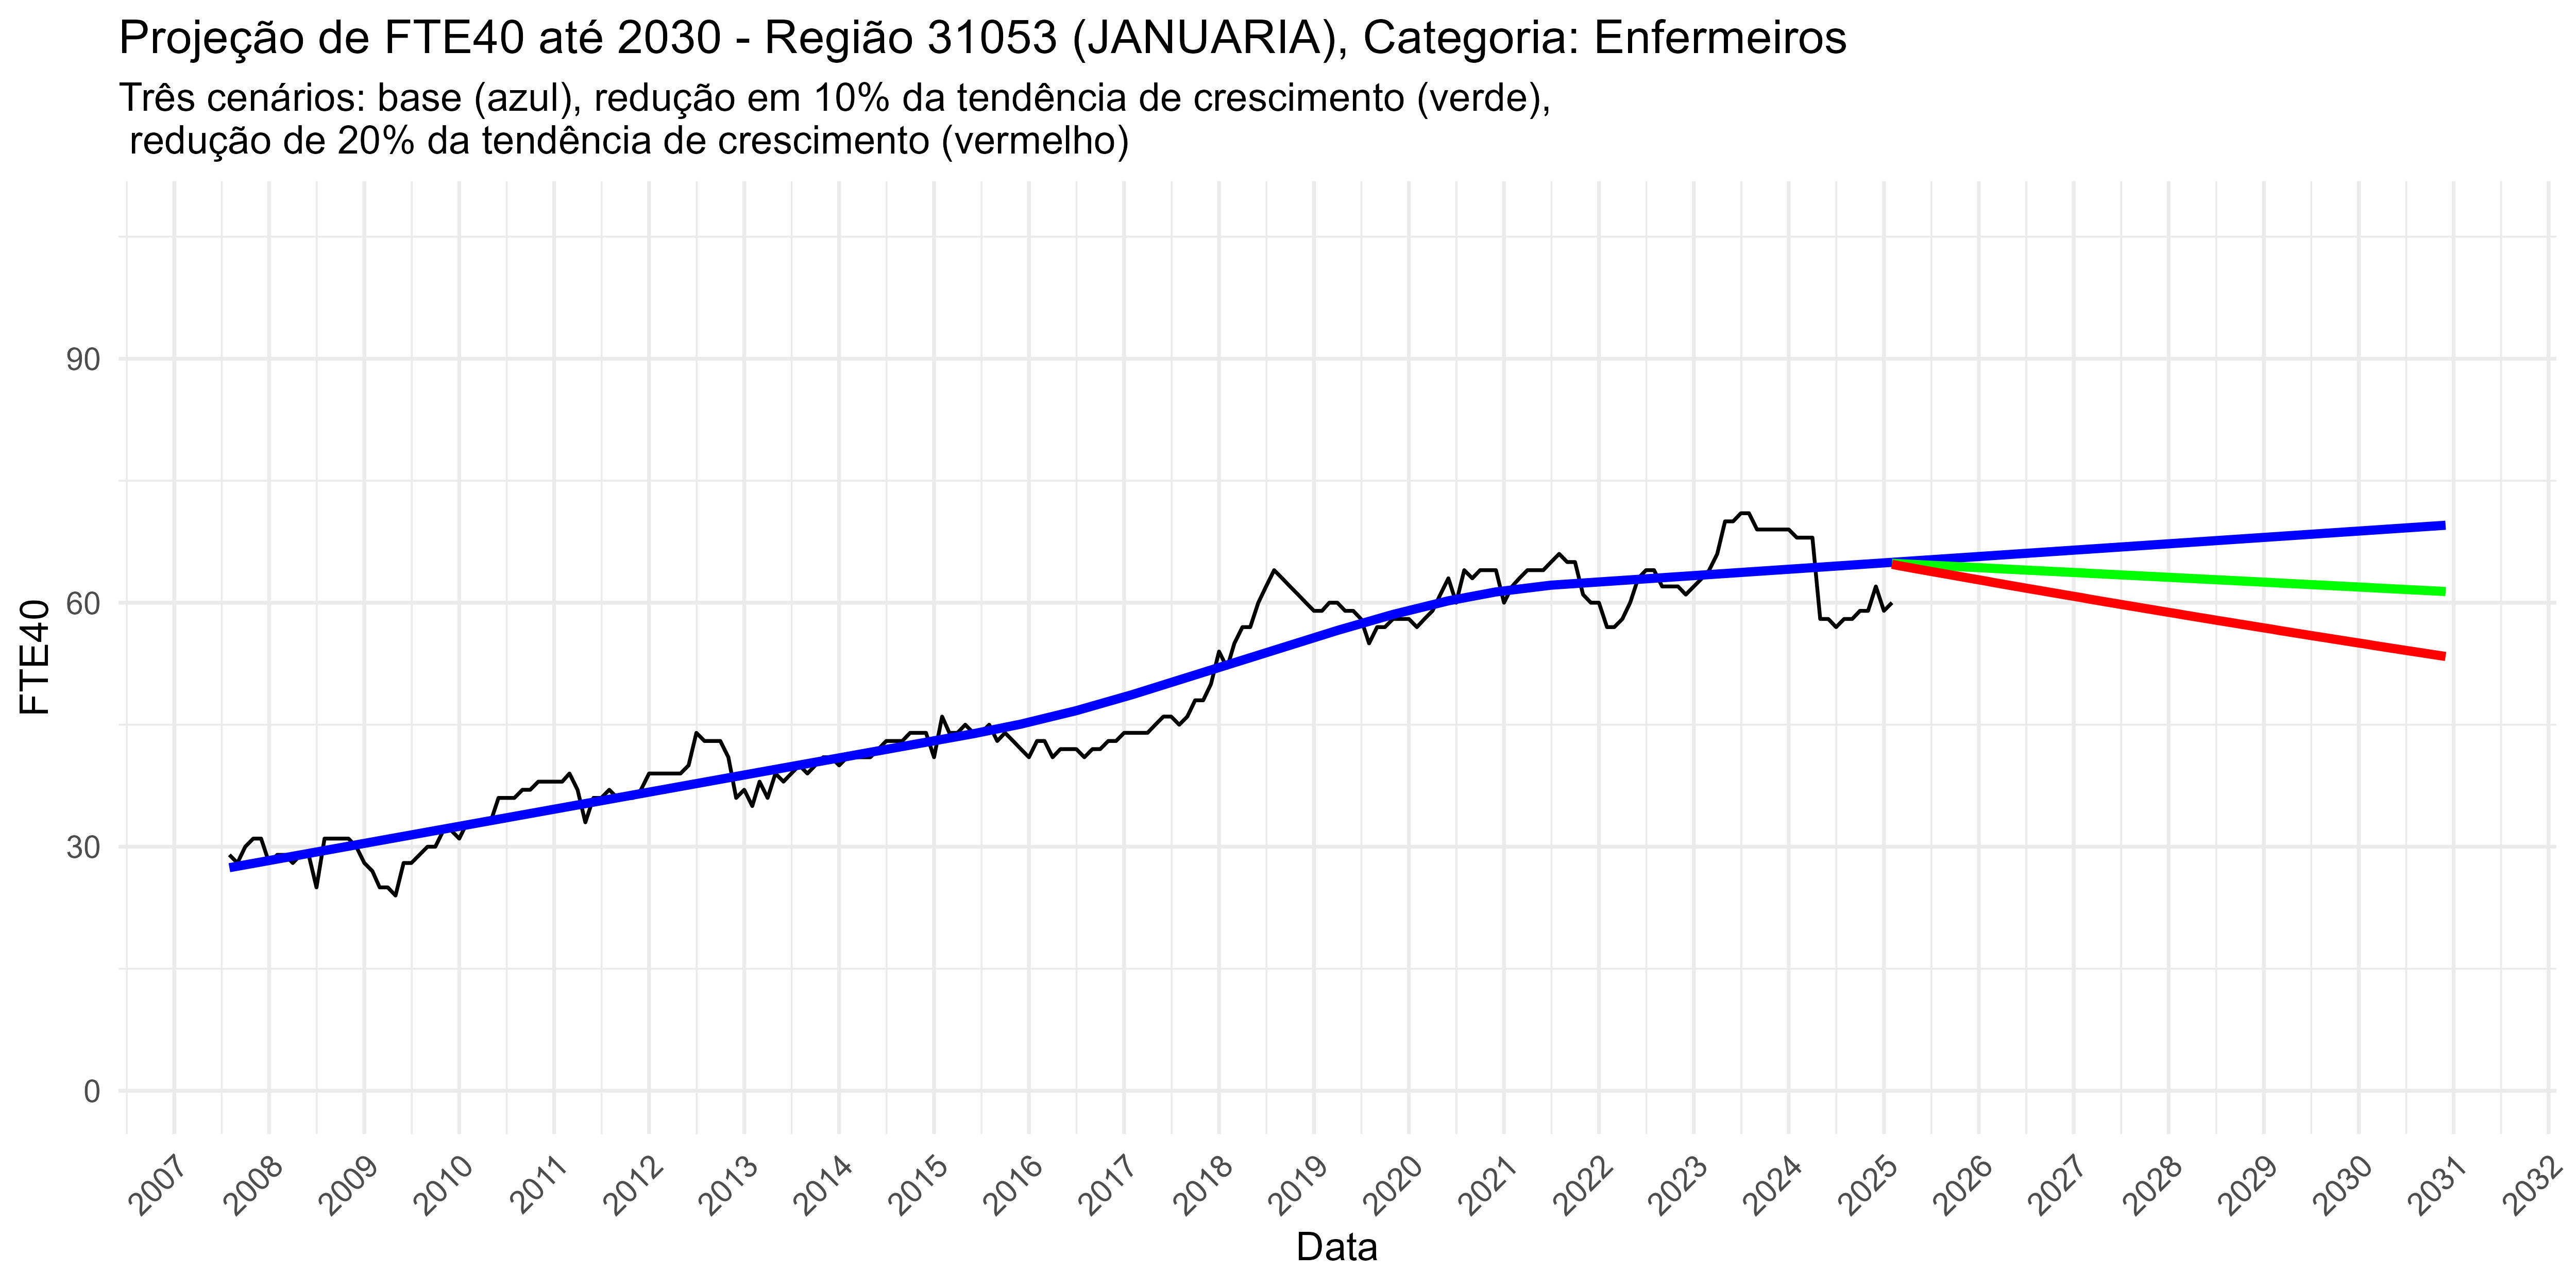 Projeção de FTE40 até 2030 - Região 31053 (JANUARIA), Categoria: Enfermeiros
Três cenários: base (azul), redução em 10% da tendência de crescimento (verde),
redução de 20% da tendência de crescimento (vermelho)
FTE40
90
60
30
0
2007 2008 2009 2010 2011 2012 2013 2014 2015 2016 2017 2018 2019 2020 2021 2022 2023 2024 2025 2026 2027 2028 2029 2030 2031 2032
Data